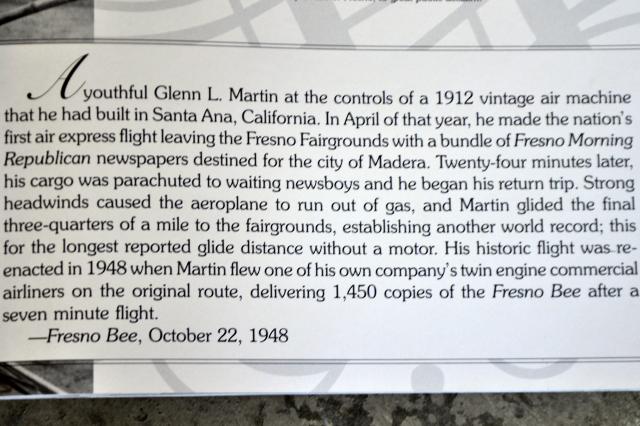 A youthful Glenn L. Martin at the controls of a 1912 vintage air machine
that he had built in Santa Ana, California. In April of that year, he made the nation's
first air express flight leaving the Fresno Fairgrounds with a bundle of Fresno Morning
Republican newspapers destined for the city of Madera. Twenty-four minutes later,
his cargo was parachuted to waiting newsboys and he began his return trip. Strong
headwinds caused the aeroplane to run out of gas, and Martin glided the final
three-quarters of a mile to the fairgrounds, establishing another world record; this
for the longest reported glide distance without a motor. His historic flight was re-
enacted in 1948 when Martin flew one of his own company's twin engine commercial
airliners on the original route, delivering 1,450 copies of the Fresno Bee after a
seven minute flight.
—Fresno Bee, October 22, 1948